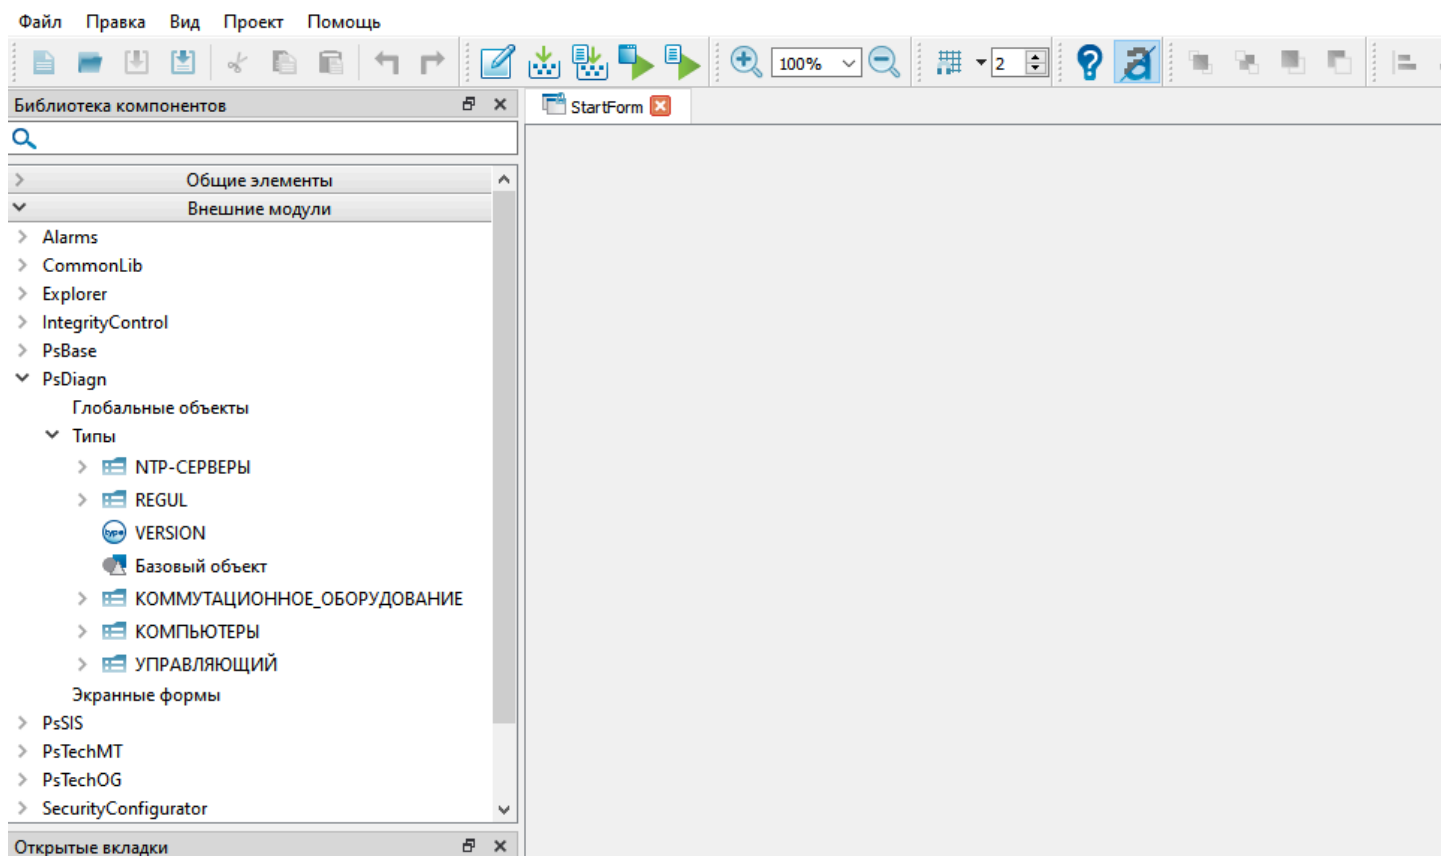 Файл Правка Вид Проект Помощь
100% 2
Библиотека компонентов
StartForm
Общие элементы
Внешние модули
Alarms
CommonLib
Explorer
IntegrityControl
PsBase
PsDiagn
Глобальные объекты
Типы
NTP-СЕРВЕРЫ
REGUL
type VERSION
Базовый объект
КОММУТАЦИОННОЕ_ОБОРУДОВАНИЕ
КОМПЬЮТЕРЫ
УПРАВЛЯЮЩИЙ
Экранные формы
PsSIS
PsTechMT
PsTechOG
SecurityConfigurator
Открытые вкладки